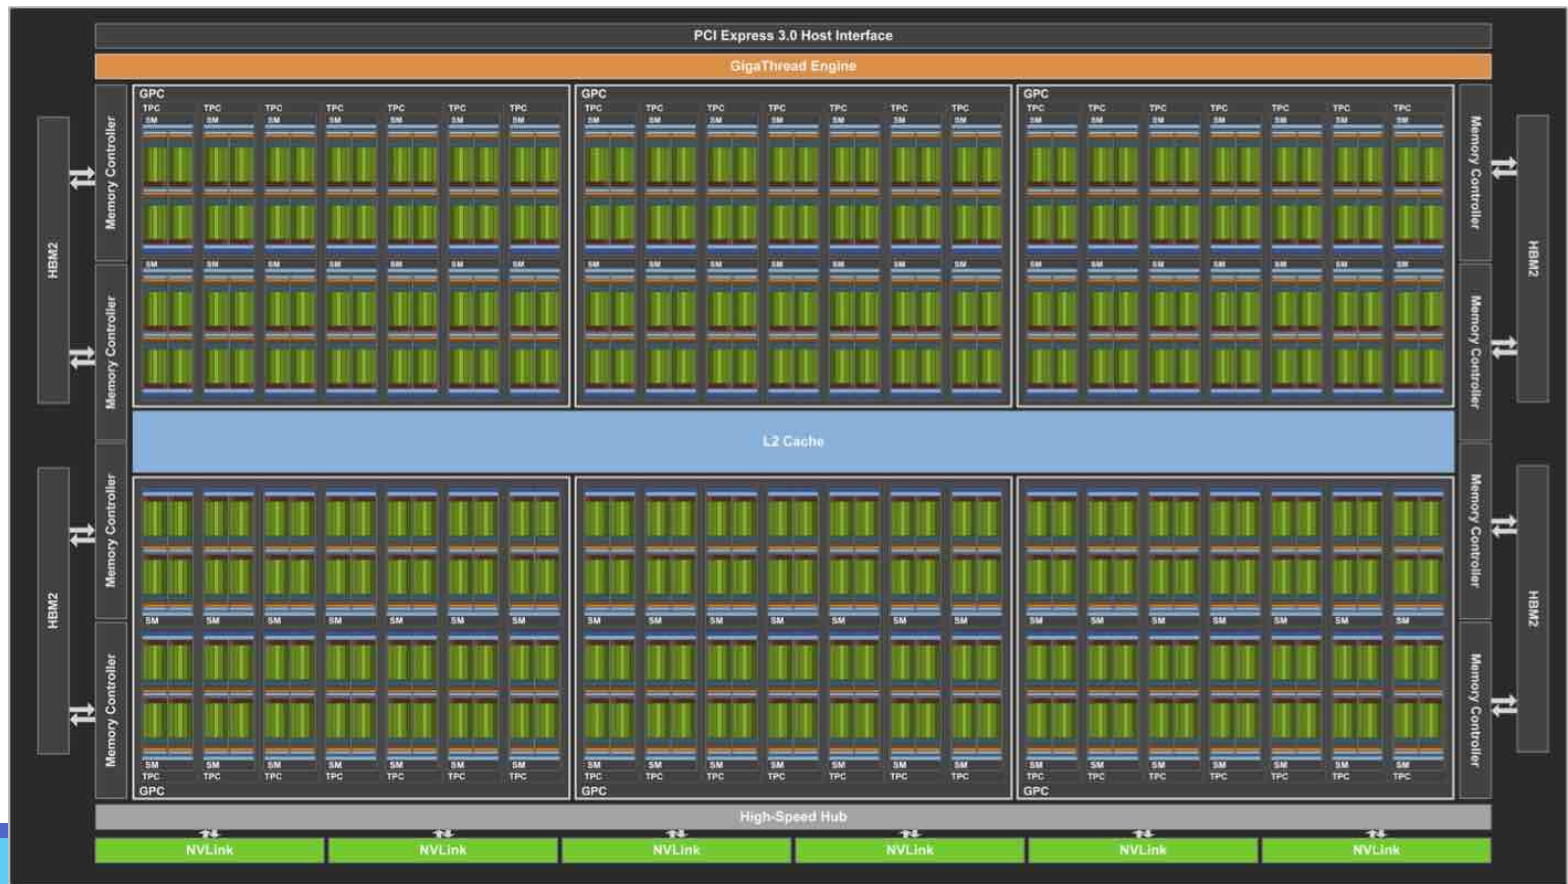 PCI Express 3.0 Host Interface
GigaThread Engine
GPC GPC GPC
TPC TPC TPC TPC TPC TPC TPC TPC TPC TPC TPC TPC TPC TPC TPC TPC TPC TPC TPC TPC TPC
SM SM SM SM SM SM SM SM SM SM SM SM SM SM SM SM SM SM SM SM SM
Memory Controller
Memory Controller
HBM2
HBM2
SM SM SM SM SM SM SM SM SM SM SM SM SM SM SM SM SM SM SM SM SM
Memory Controller
Memory Controller
L2 Cache
Memory Controller
Memory Controller
HBM2
HBM2
SM SM SM SM SM SM SM SM SM SM SM SM SM SM SM SM SM SM SM SM SM
Memory Controller
Memory Controller
SM SM SM SM SM SM SM SM SM SM SM SM SM SM SM SM SM SM SM SM SM
TPC TPC TPC TPC TPC TPC TPC TPC TPC TPC TPC TPC TPC TPC TPC TPC TPC TPC TPC TPC TPC
GPC GPC GPC
High-Speed Hub
NVLink NVLink NVLink NVLink NVLink NVLink